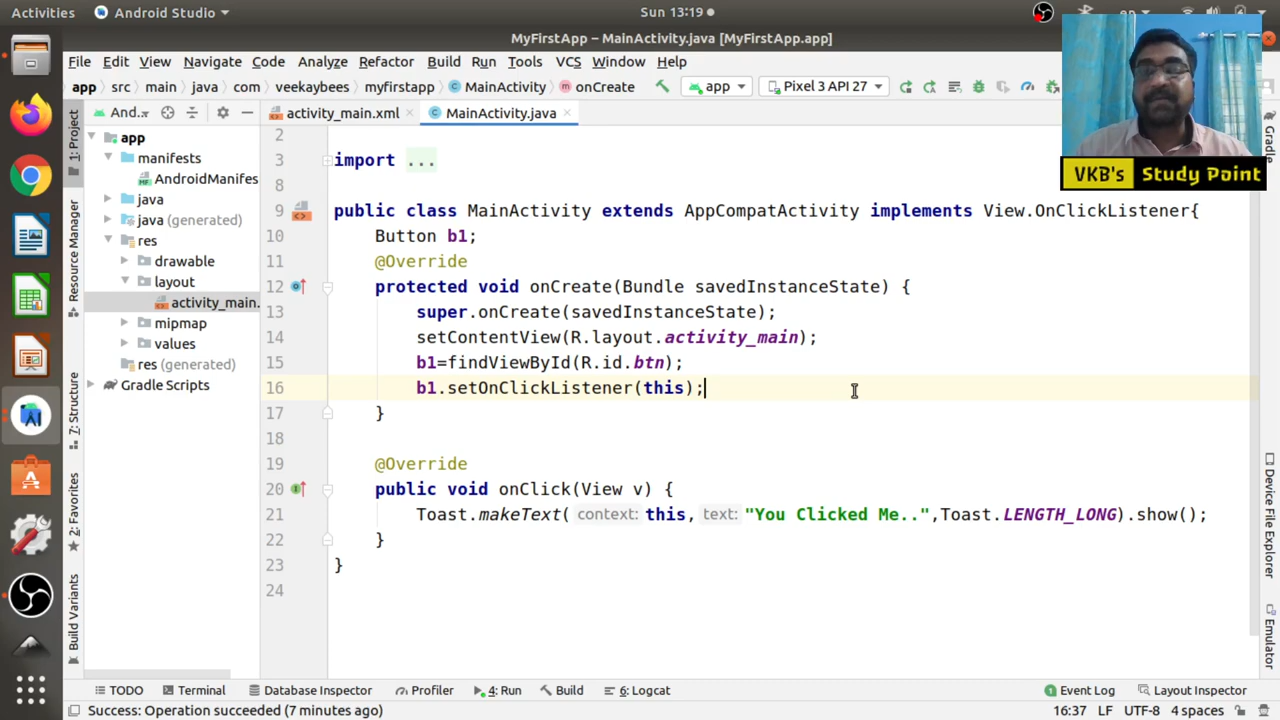 Activities
Android Studio
Sun 13:19
MyFirstApp – MainActivity.java [MyFirstApp.app]
File Edit View Navigate Code Analyze Refactor Build Run Tools VCS Window Help
app src main java com veekaybees myfirstapp MainActivity onCreate app Pixel 3 API 27
And.. activity_main.xml MainActivity.java
VKB's Study Point
1: Project
Resource Manager
7: Structure
2: Favorites
Build Variants
app
manifests
AndroidManifes
java
java (generated)
res
drawable
layout
activity_main.
mipmap
values
res (generated)
Gradle Scripts
2
3 import ...
8
9 public class MainActivity extends AppCompatActivity implements View.OnClickListener{
10 Button b1;
11 @Override
12 protected void onCreate(Bundle savedInstanceState) {
13 super.onCreate(savedInstanceState);
14 setContentView(R.layout.activity_main);
15 b1=findViewById(R.id.btn);
16 b1.setOnClickListener(this);
17 }
18
19 @Override
20 public void onClick(View v) {
21 Toast.makeText( context: this, text: "You Clicked Me..",Toast.LENGTH_LONG).show();
22 }
23 }
24
Gradle
Device File Explorer
Emulator
TODO Terminal Database Inspector Profiler 4: Run Build 6: Logcat 1 Event Log Layout Inspector
Success: Operation succeeded (7 minutes ago) 16:37 LF UTF-8 4 spaces